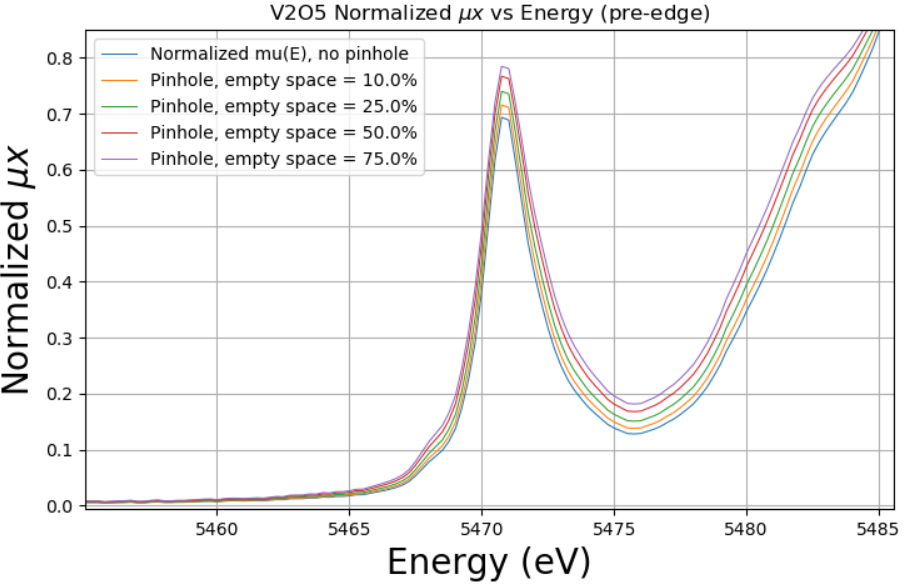 V2O5 Normalized μx vs Energy (pre-edge)
Normalized mu(E), no pinhole
Pinhole, empty space = 10.0%
Pinhole, empty space = 25.0%
Pinhole, empty space = 50.0%
Pinhole, empty space = 75.0%
Normalized μx
0.8
0.7
0.6
0.5
0.4
0.3
0.2
0.1
0.0
5460 5465 5470 5475 5480 5485
Energy (eV)